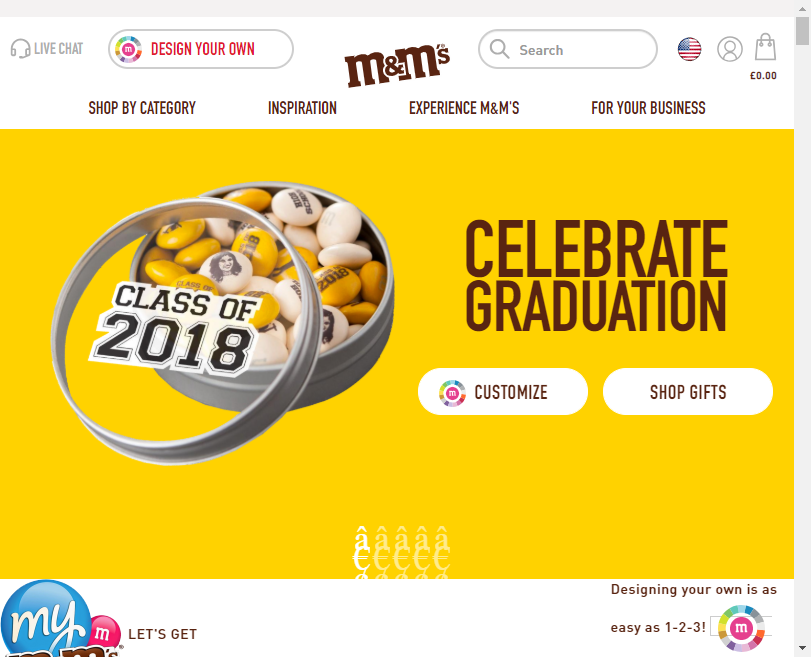 LIVE CHAT
DESIGN YOUR OWN
m&m's
Search
£0.00
SHOP BY CATEGORY
INSPIRATION
EXPERIENCE M&M'S
FOR YOUR BUSINESS
CLASS OF
2018
CELEBRATE
GRADUATION
CUSTOMIZE
SHOP GIFTS
â â â â â
€ € € € €
my
m
LET'S GET
Designing your own is as
easy as 1-2-3!
m